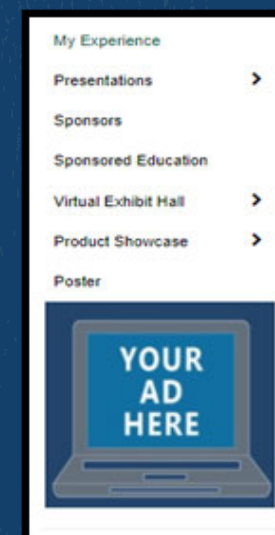 My Experience
Presentations
Sponsors
Sponsored Education
Virtual Exhibit Hall
Product Showcase
Poster
YOUR
AD
HERE